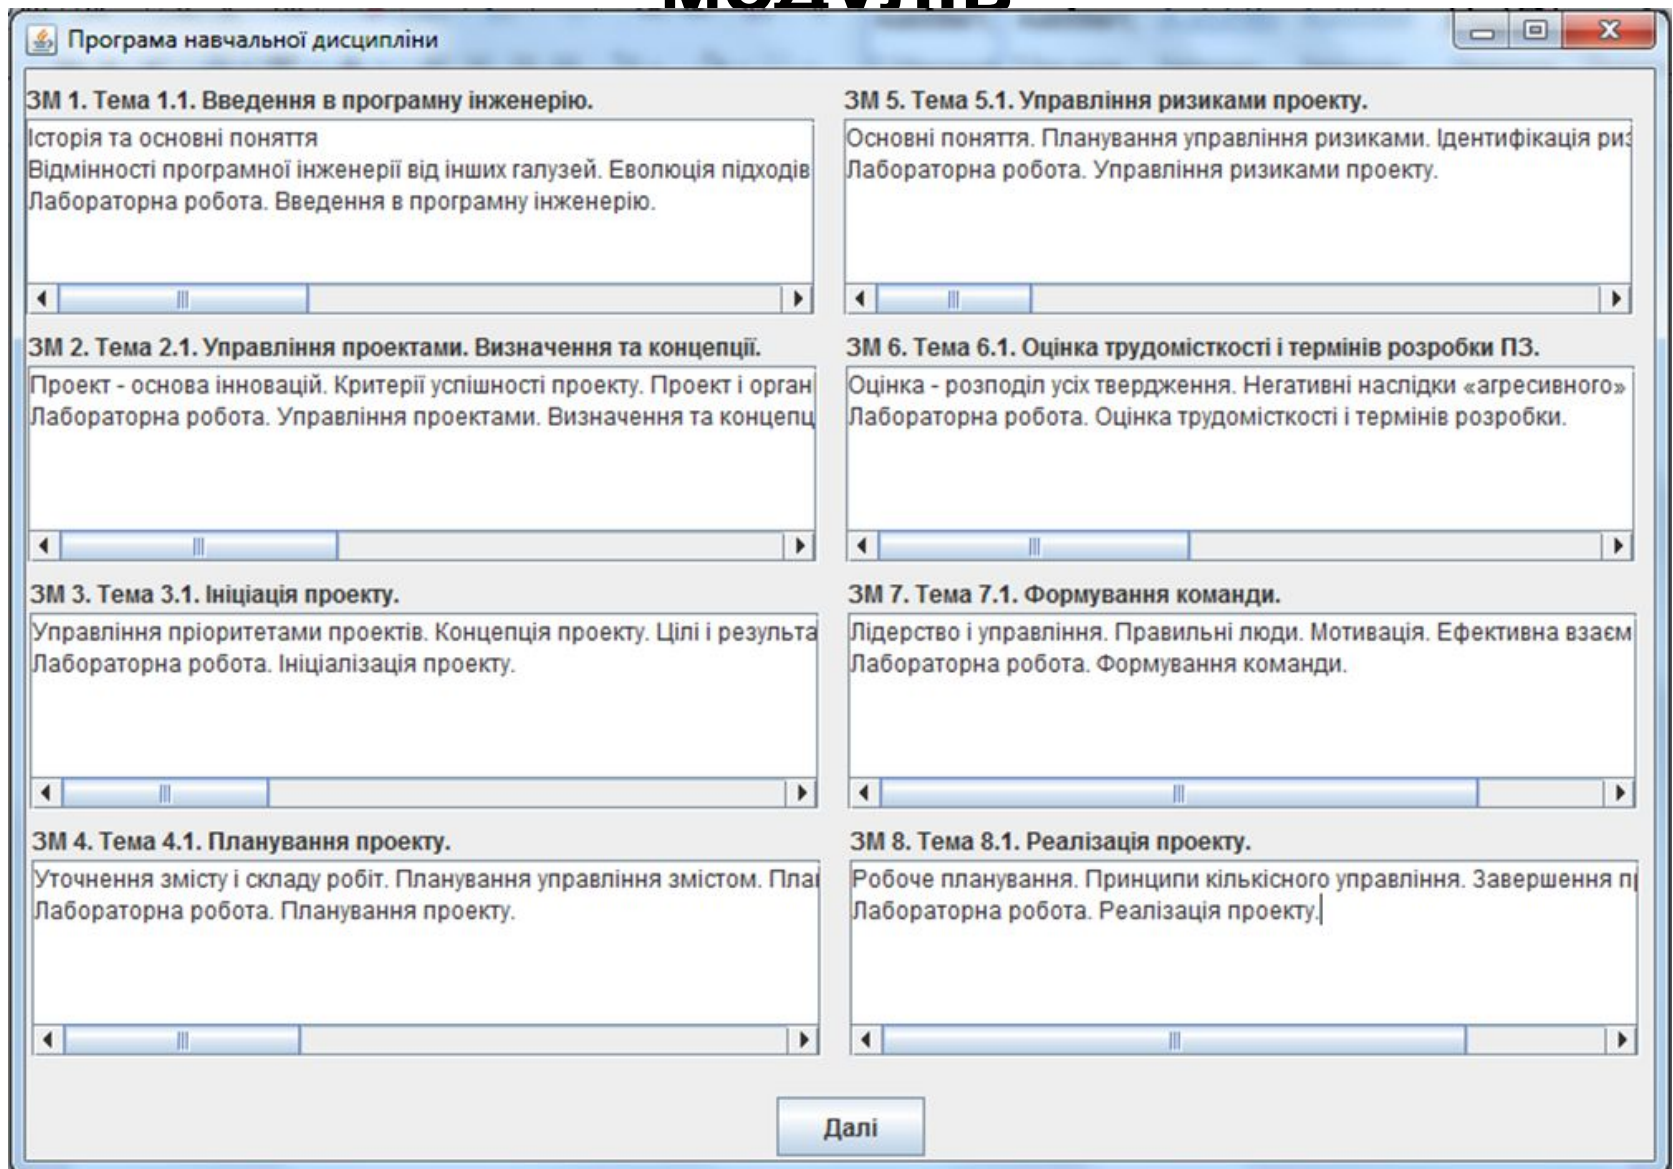 модулів
Програма навчальної дисципліни
ЗМ 1. Тема 1.1. Введення в програмну інженерію.
Історія та основні поняття
Відмінності програмної інженерії від інших галузей. Еволюція підходів
Лабораторна робота. Введення в програмну інженерію.
ЗМ 2. Тема 2.1. Управління проектами. Визначення та концепції.
Проект - основа інновацій. Критерії успішності проекту. Проект і орган
Лабораторна робота. Управління проектами. Визначення та концепц
ЗМ 3. Тема 3.1. Ініціація проекту.
Управління пріоритетами проектів. Концепція проекту. Цілі і результа
Лабораторна робота. Ініціалізація проекту.
ЗМ 4. Тема 4.1. Планування проекту.
Уточнення змісту і складу робіт. Планування управління змістом. План
Лабораторна робота. Планування проекту.
ЗМ 5. Тема 5.1. Управління ризиками проекту.
Основні поняття. Планування управління ризиками. Ідентифікація риз
Лабораторна робота. Управління ризиками проекту.
ЗМ 6. Тема 6.1. Оцінка трудомісткості і термінів розробки ПЗ.
Оцінка - розподіл усіх твердження. Негативні наслідки «агресивного»
Лабораторна робота. Оцінка трудомісткості і термінів розробки.
ЗМ 7. Тема 7.1. Формування команди.
Лідерство і управління. Правильні люди. Мотивація. Ефективна взаєм
Лабораторна робота. Формування команди.
ЗМ 8. Тема 8.1. Реалізація проекту.
Робоче планування. Принципи кількісного управління. Завершення пр
Лабораторна робота. Реалізація проекту.
Далі